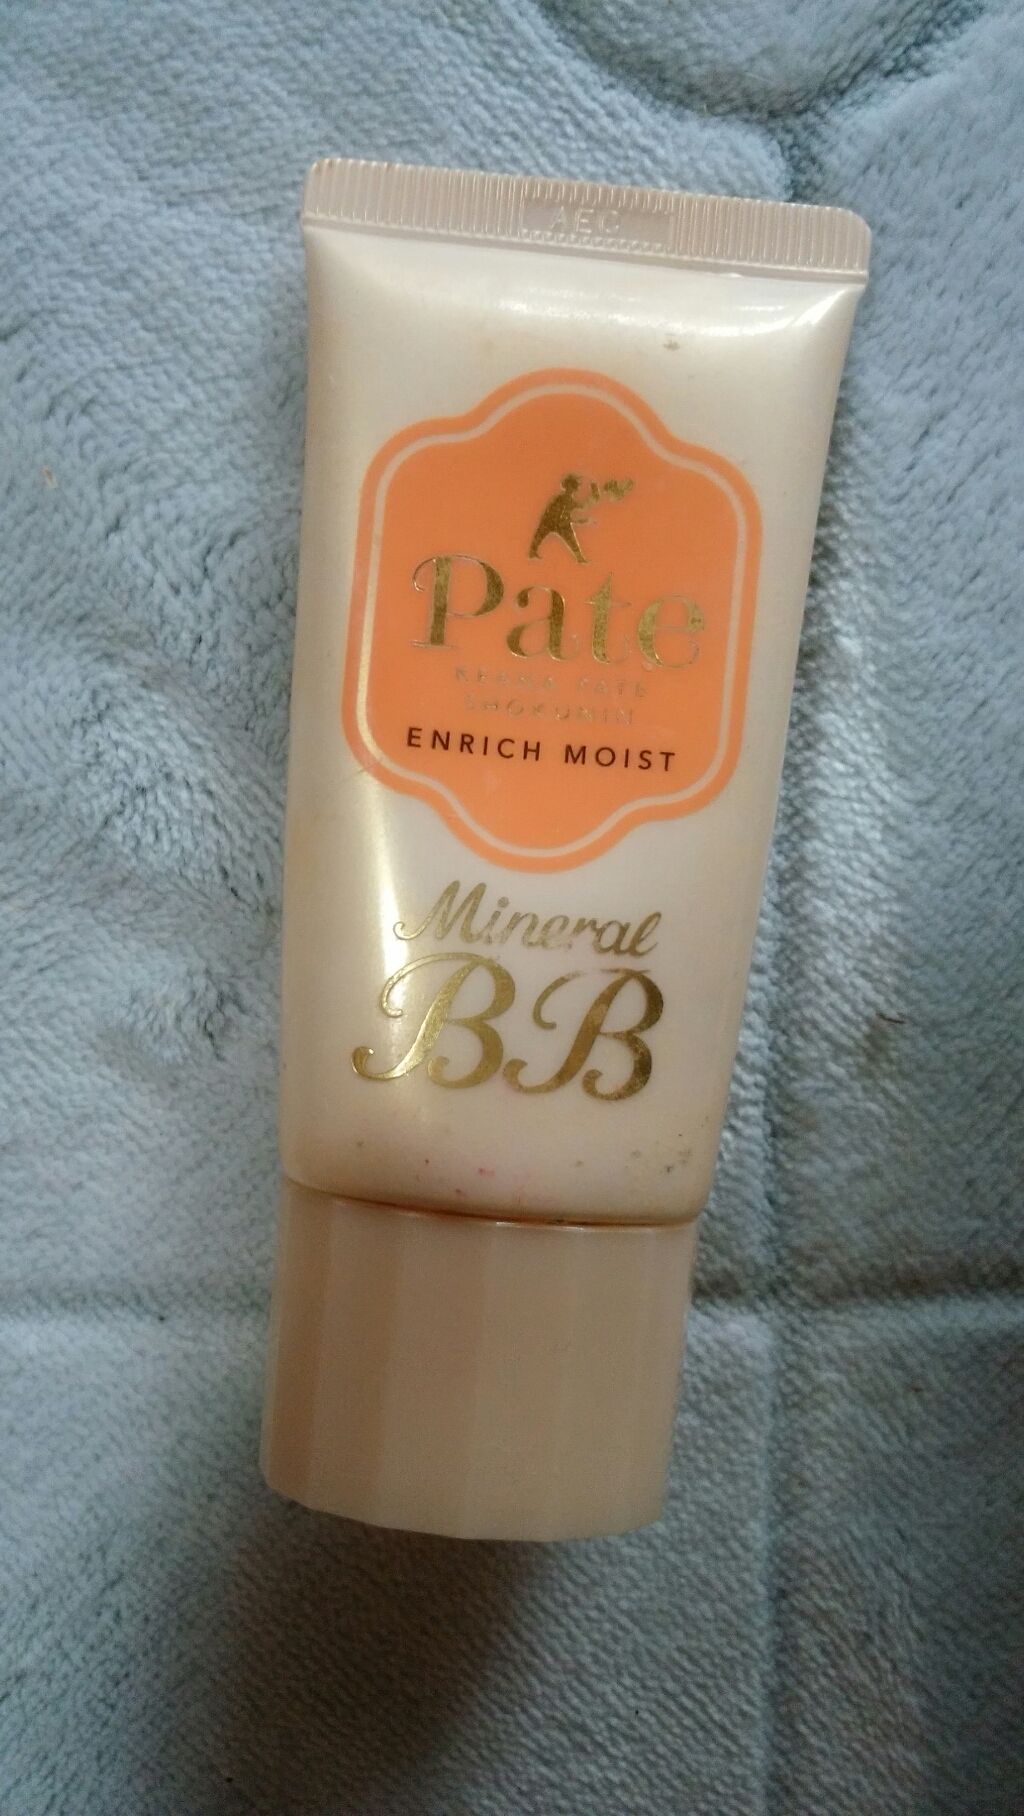 AEC
Pate
KEANA PATE
SHOKUNIN
ENRICH MOIST
Mineral
BB